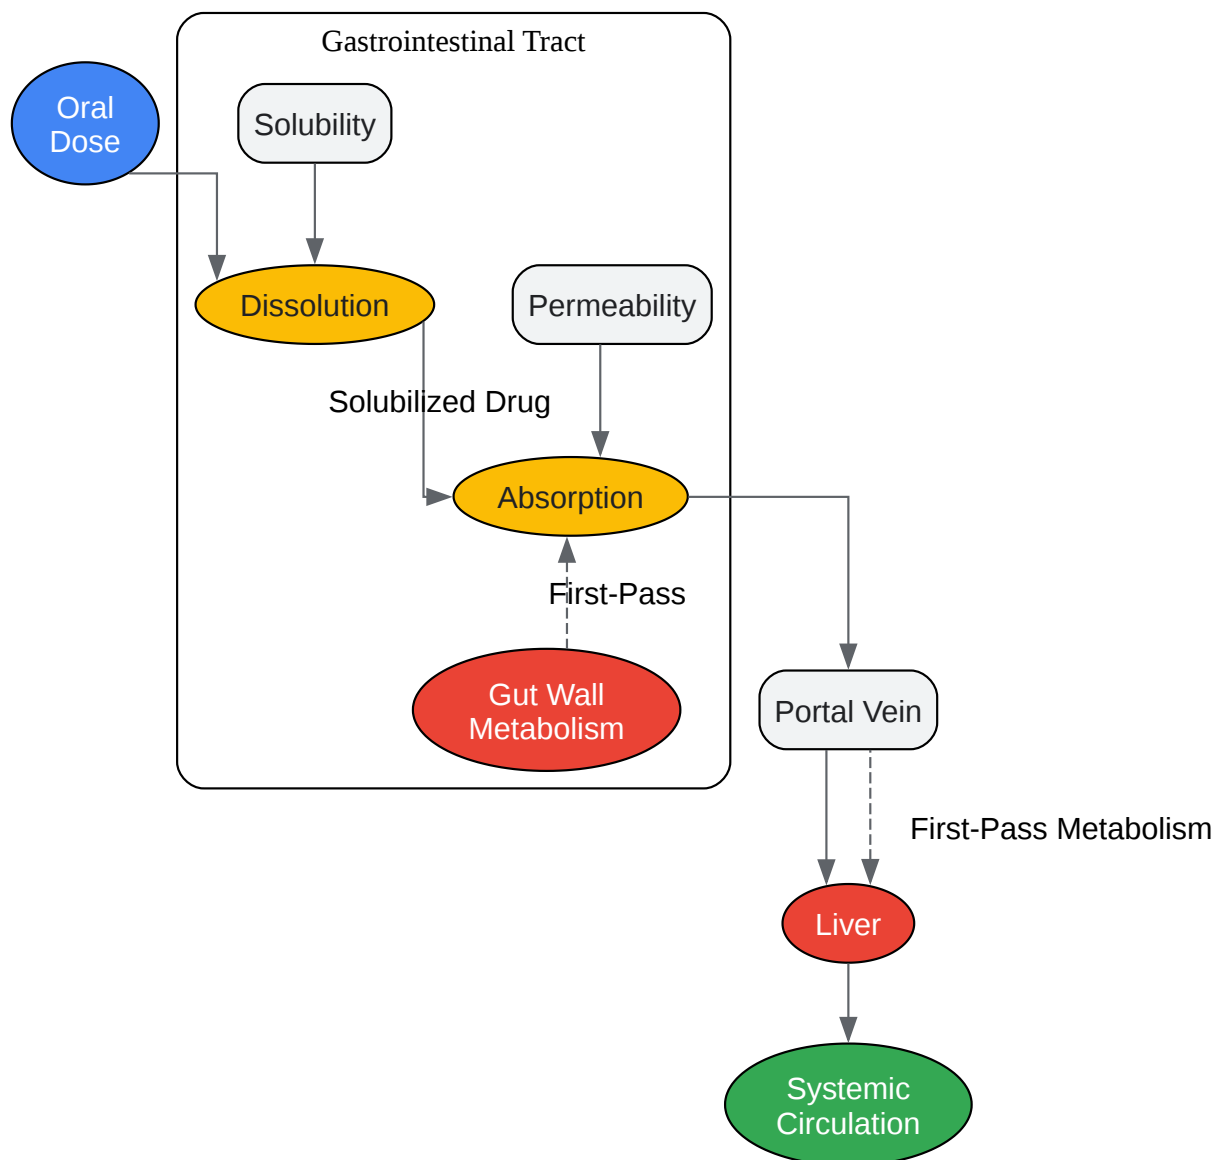 Gastrointestinal Tract
Oral
Dose
Solubility
Dissolution
Permeability
Solubilized Drug
Absorption
First-Pass
Gut Wall
Metabolism
Portal Vein
First-Pass Metabolism
Liver
Systemic
Circulation